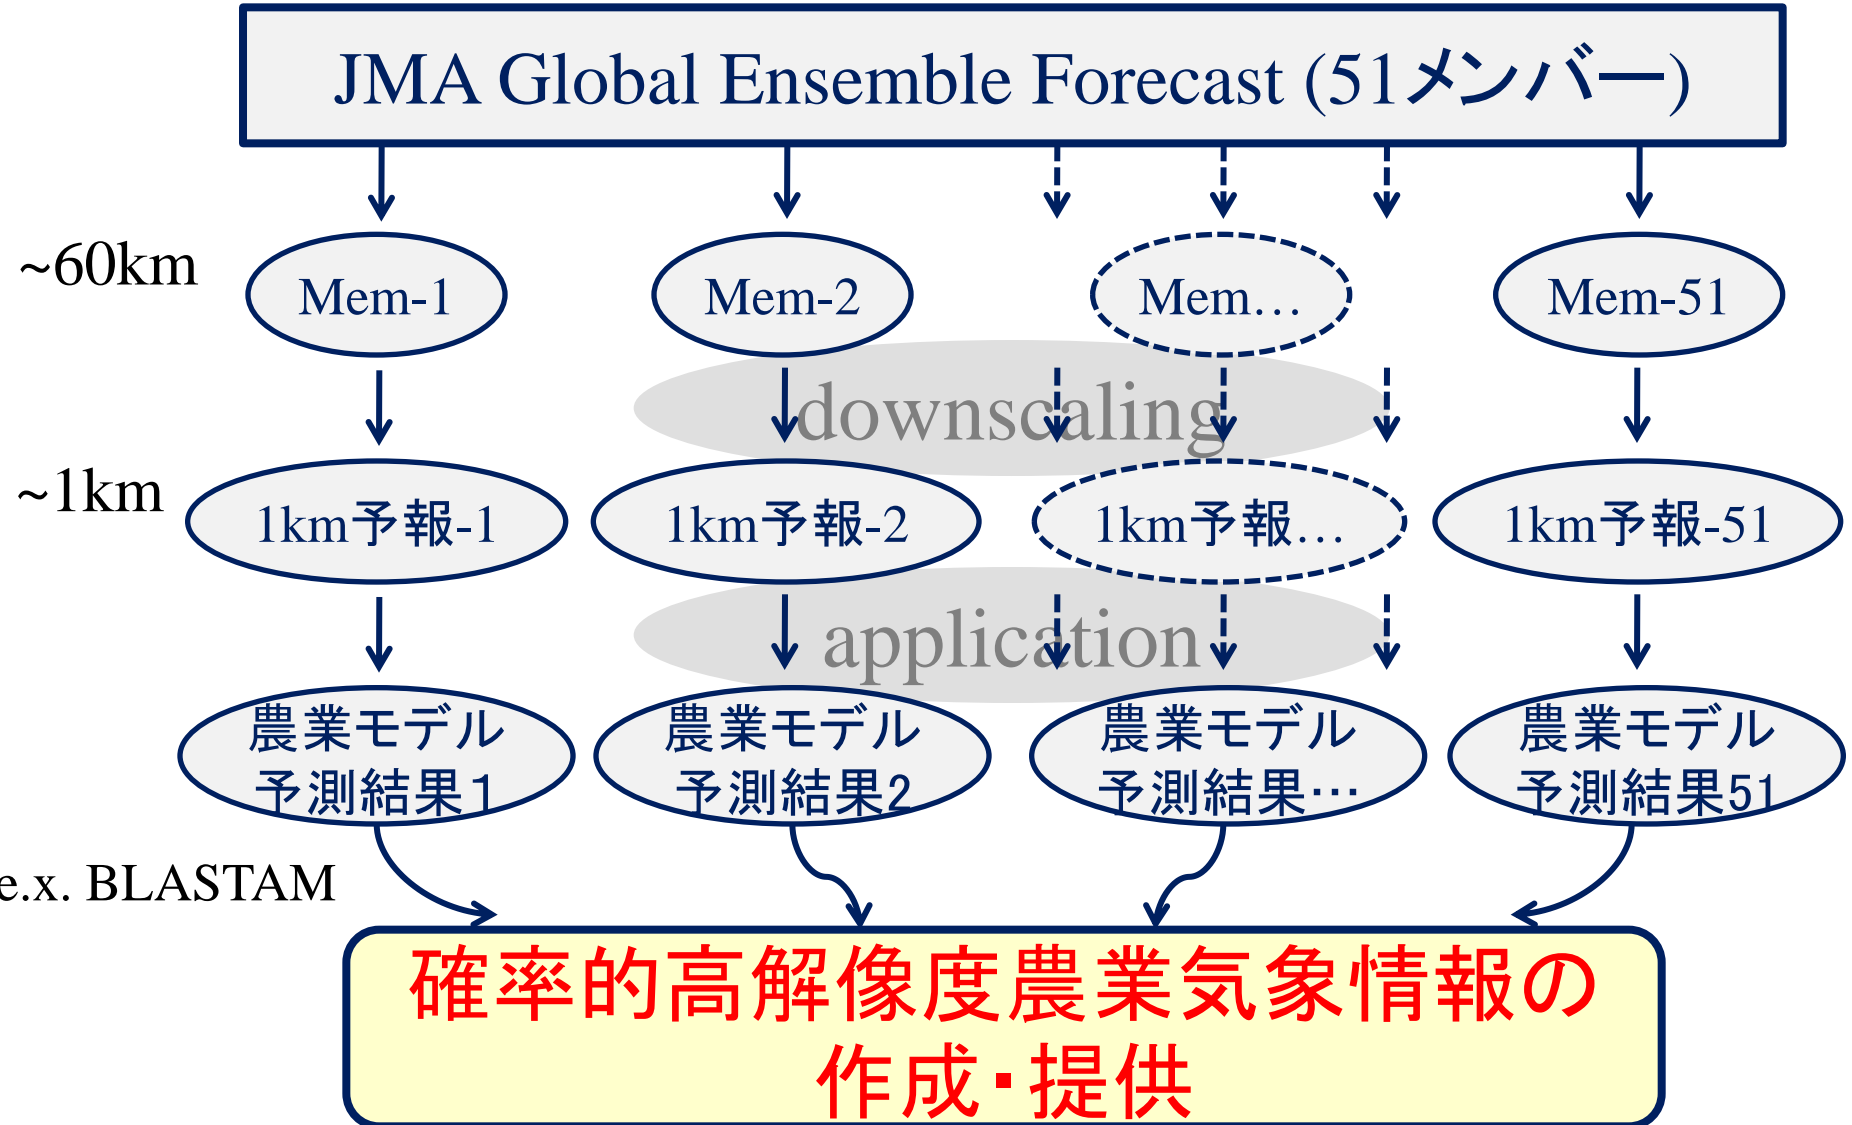 JMA Global Ensemble Forecast (51メンバー)
~60km
Mem-1
Mem-2
Mem…
Mem-51
downscaling
~1km
1km予報-1
1km予報-2
1km予報…
1km予報-51
application
農業モデル
予測結果1
農業モデル
予測結果2
農業モデル
予測結果…
農業モデル
予測結果51
e.x. BLASTAM
確率的高解像度農業気象情報の
作成・提供